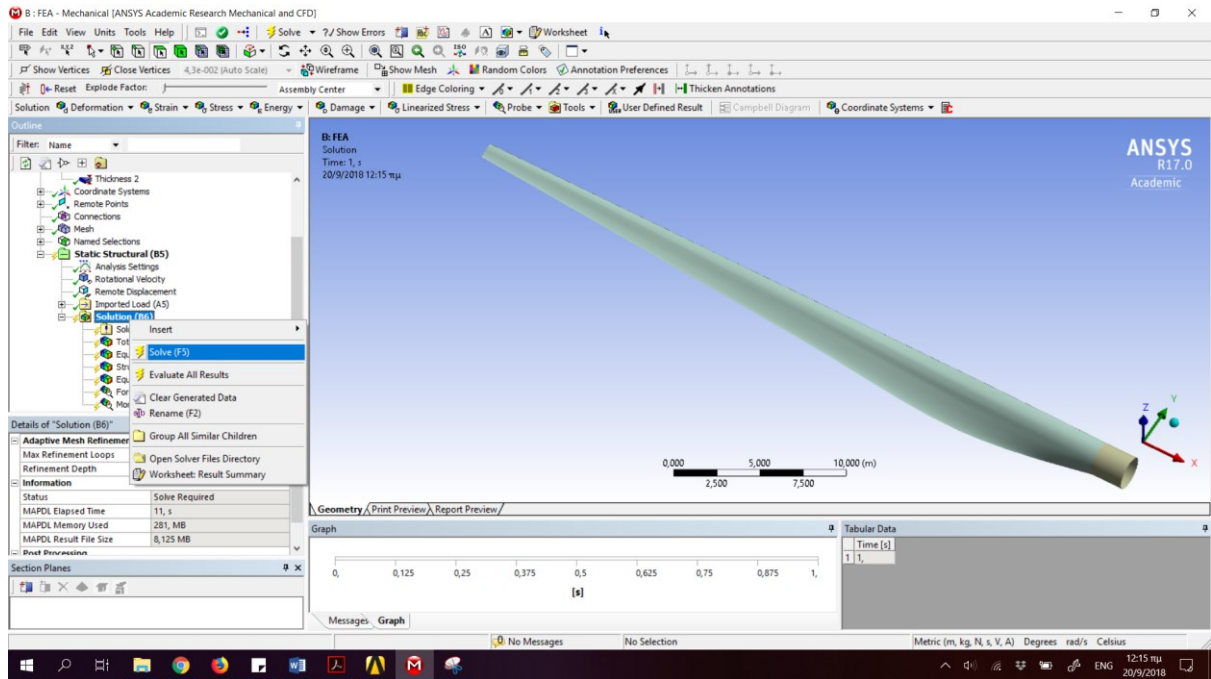 B : FEA - Mechanical [ANSYS Academic Research Mechanical and CFD]
File Edit View Units Tools Help Solve ?/ Show Errors Worksheet
Show Vertices Close Vertices 4,3e-002 (Auto Scale) Wireframe Show Mesh Random Colors Annotation Preferences
Reset Explode Factor: Assembly Center Edge Coloring Thicken Annotations
Solution Deformation Strain Stress Energy Damage Linearized Stress Probe Tools User Defined Result Campbell Diagram Coordinate Systems
Outline
Filter: Name
Thickness 2
Coordinate Systems
Remote Points
Connections
Mesh
Named Selections
Static Structural (B5)
Analysis Settings
Rotational Velocity
Remote Displacement
Imported Load (A5)
Solution (B6)
Sol
Tot
Equ
Stru
Equ
For
Mo
Insert
Solve (F5)
Evaluate All Results
Clear Generated Data
Rename (F2)
Group All Similar Children
Open Solver Files Directory
Worksheet: Result Summary
Details of "Solution (B6)"
Adaptive Mesh Refinemen
Max Refinement Loops
Refinement Depth
Information
Status Solve Required
MAPDL Elapsed Time 11, s
MAPDL Memory Used 281, MB
MAPDL Result File Size 8,125 MB
Post Processing
Section Planes
B: FEA
Solution
Time: 1, s
20/9/2018 12:15 πμ
ANSYS
R17.0
Academic
Z Y
X
0,000 5,000 10,000 (m)
2,500 7,500
Geometry Print Preview Report Preview
Graph
0, 0,125 0,25 0,375 0,5 0,625 0,75 0,875 1,
[s]
Messages Graph
Tabular Data
Time [s]
1 1,
No Messages No Selection Metric (m, kg, N, s, V, A) Degrees rad/s Celsius
ENG 12:15 πμ
20/9/2018